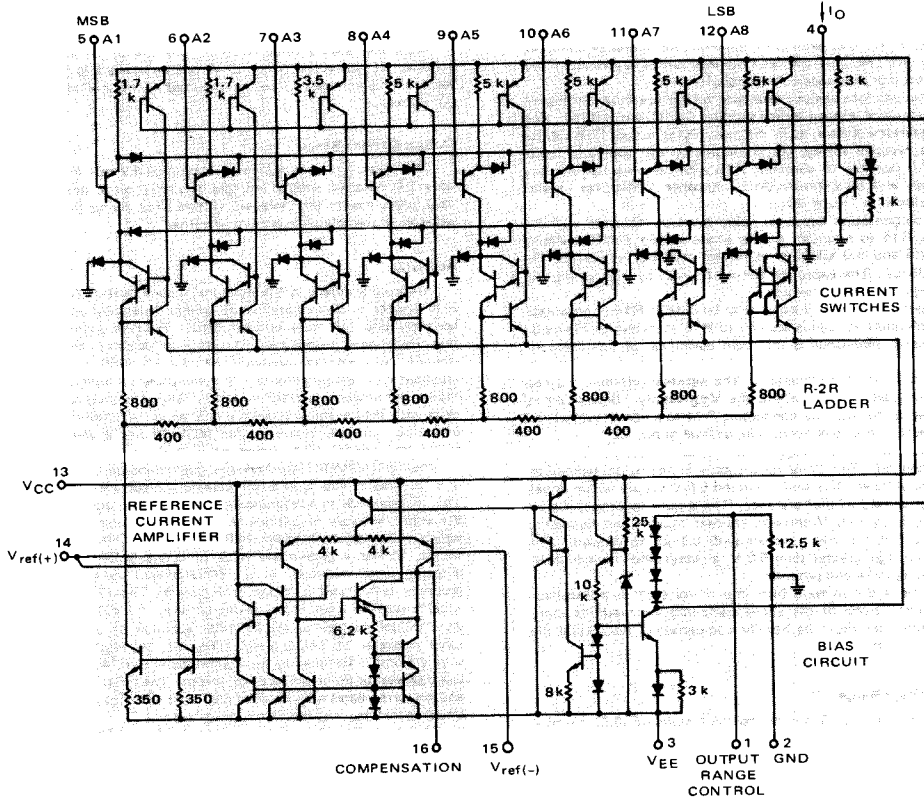 MSB
LSB
I_O
5 A1
6 A2
7 A3
8 A4
9 A5
10 A6
11 A7
12 A8
4
1.7 k
1.7 k
3.5 k
5 k
5 k
5 k
5 k
5 k
3 k
1 k
CURRENT
SWITCHES
800
800
800
800
800
800
800
800
R-2R
LADDER
400
400
400
400
400
400
400
13
VCC
REFERENCE
CURRENT
AMPLIFIER
14
Vref(+)
4 k
4 k
25 k
12.5 k
10 k
6.2 k
BIAS
CIRCUIT
350
350
8k
3 k
16
COMPENSATION
15
Vref(-)
3
VEE
1
OUTPUT
RANGE
CONTROL
2
GND